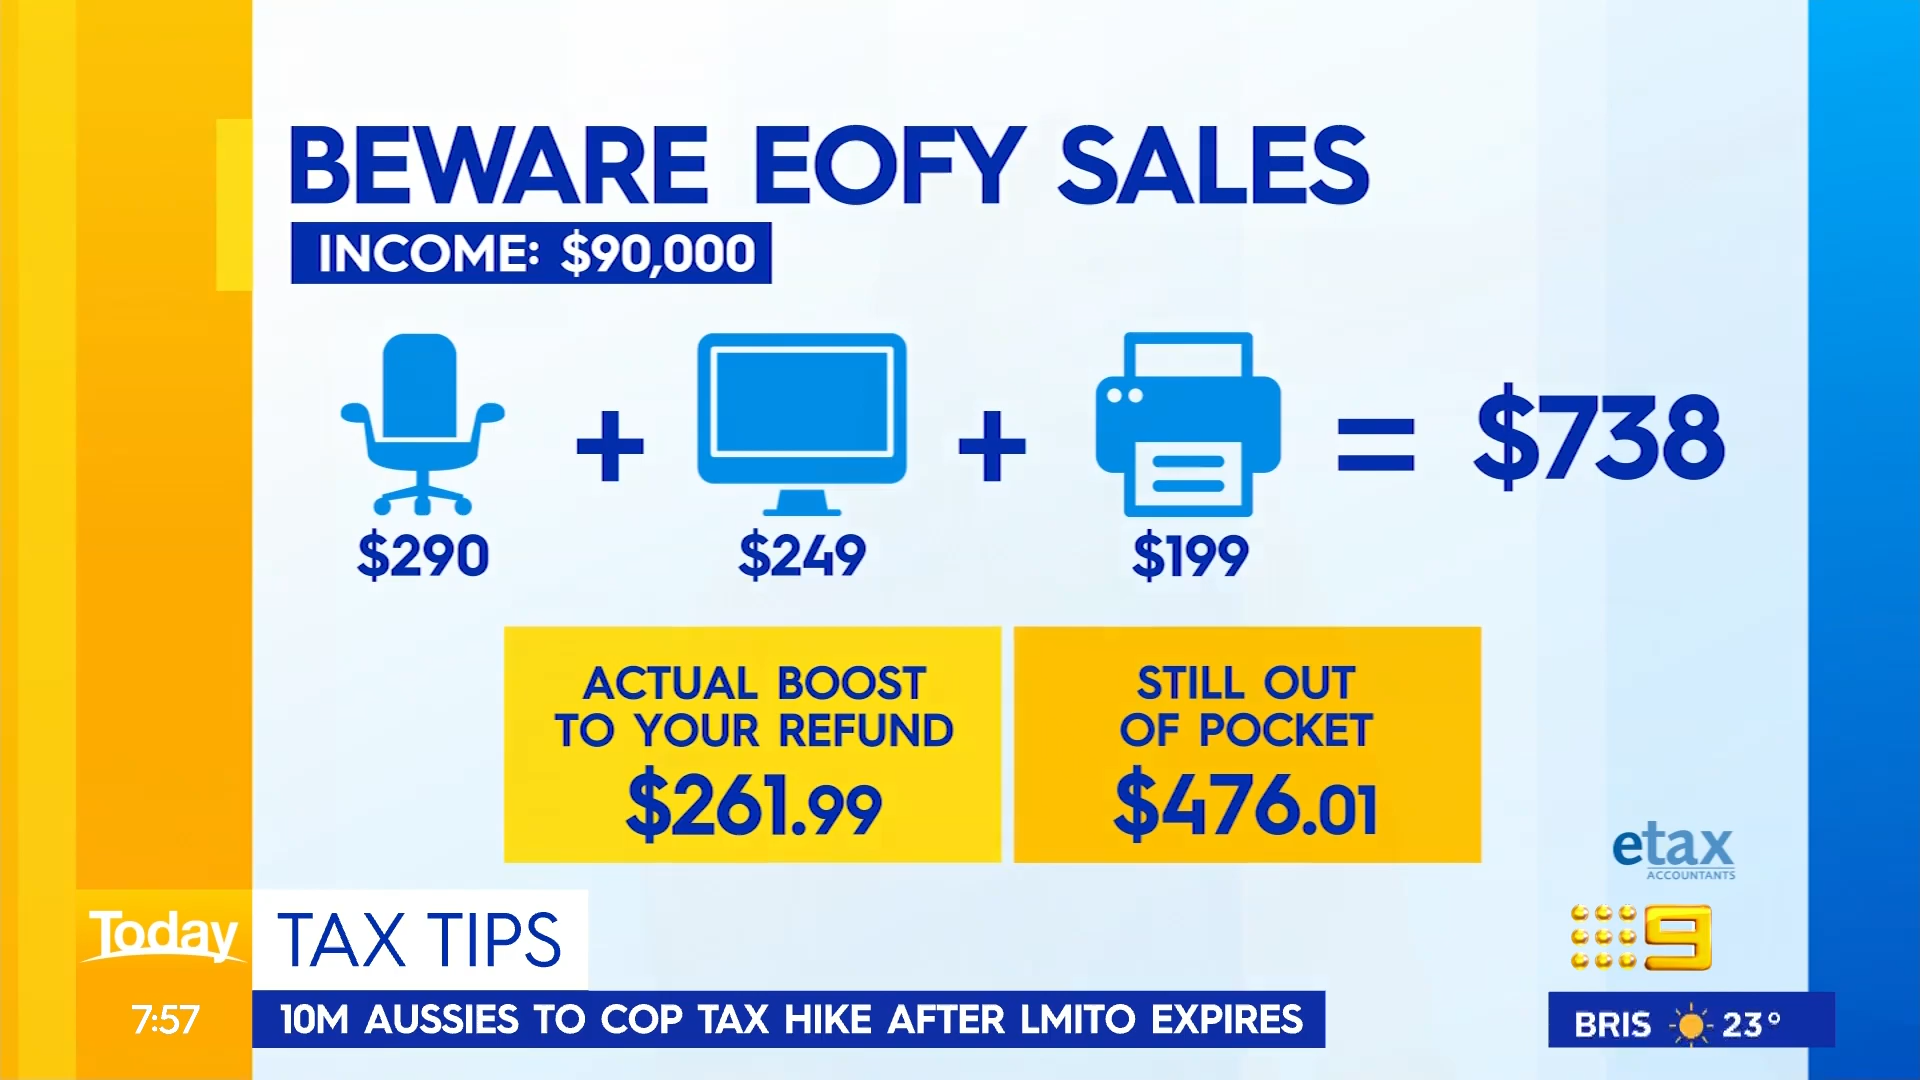 BEWARE EOFY SALES
INCOME: $90,000
+ + = $738
$290 $249 $199
ACTUAL BOOST
TO YOUR REFUND
$261.99
STILL OUT
OF POCKET
$476.01
etax
ACCOUNTANTS
9
Today
TAX TIPS
7:57
10M AUSSIES TO COP TAX HIKE AFTER LMITO EXPIRES
BRIS 23°